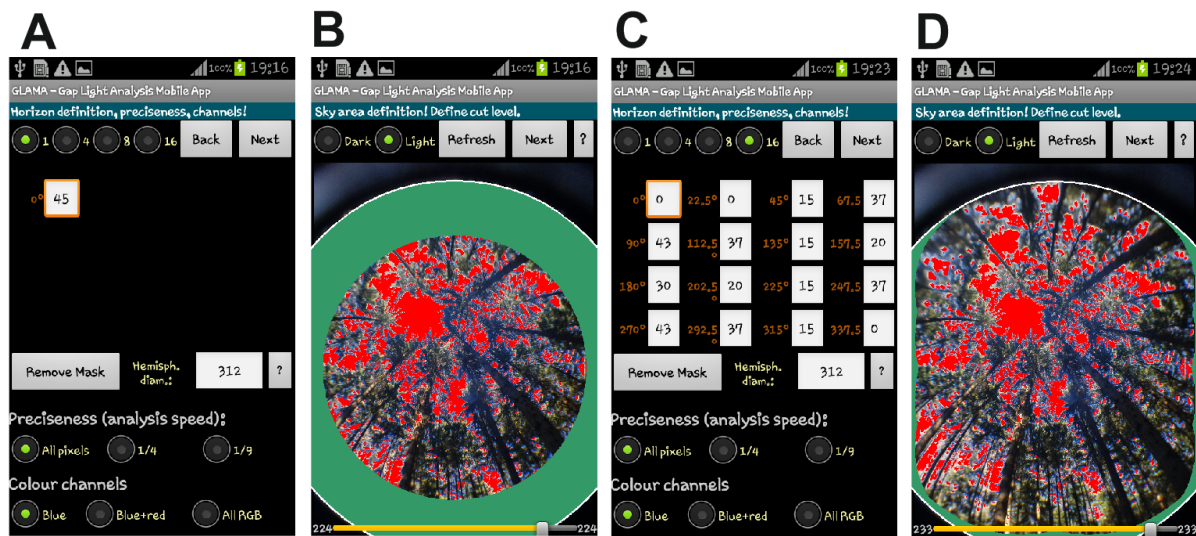 A
100% 19:16
GLAMA - Gap Light Analysis Mobile App
Horizon definition, preciseness, channels!
1 4 8 16 Back Next
0° 45
Remove Mask Hemisph. diam.: 312 ?
Preciseness (analysis speed):
All pixels 1/4 1/9
Colour channels
Blue Blue+red All RGB
B
100% 19:16
GLAMA - Gap Light Analysis Mobile App
Sky area definition! Define cut level.
Dark Light Refresh Next ?
224 224
C
100% 19:23
GLAMA - Gap Light Analysis Mobile App
Horizon definition, preciseness, channels!
1 4 8 16 Back Next
0° 0 22.5° 0 45° 15 67.5 37
90° 43 112.5° 37 135° 15 157.5 20
180° 30 202.5° 20 225° 15 247.5 37
270° 43 292.5° 37 315° 15 337.5 0
Remove Mask Hemisph. diam.: 312 ?
Preciseness (analysis speed):
All pixels 1/4 1/9
Colour channels
Blue Blue+red All RGB
D
100% 19:24
GLAMA - Gap Light Analysis Mobile App
Sky area definition! Define cut level.
Dark Light Refresh Next ?
233 233